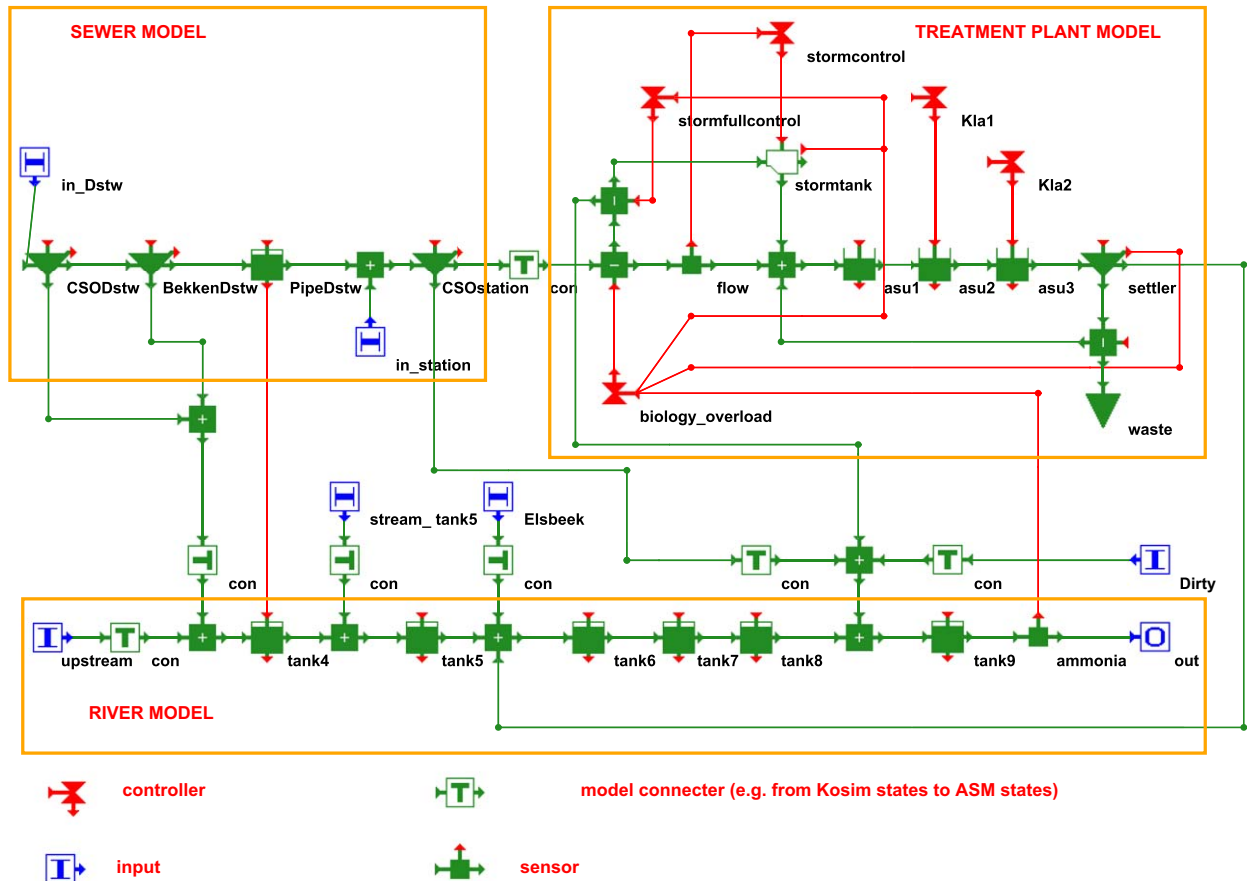 SEWER MODEL
TREATMENT PLANT MODEL
stormcontrol
stormfullcontrol
Kla1
in_Dstw
stormtank
Kla2
T
CSODstw
BekkenDstw
PipeDstw
CSOstation
con
flow
asu1
asu2
asu3
settler
in_station
biology_overload
waste
stream_ tank5
Elsbeek
T
T
T
T
T
con
con
con
con
con
Dirty
T
O
upstream
con
tank4
tank5
tank6
tank7
tank8
tank9
ammonia
out
RIVER MODEL
controller
T
model connecter (e.g. from Kosim states to ASM states)
input
sensor